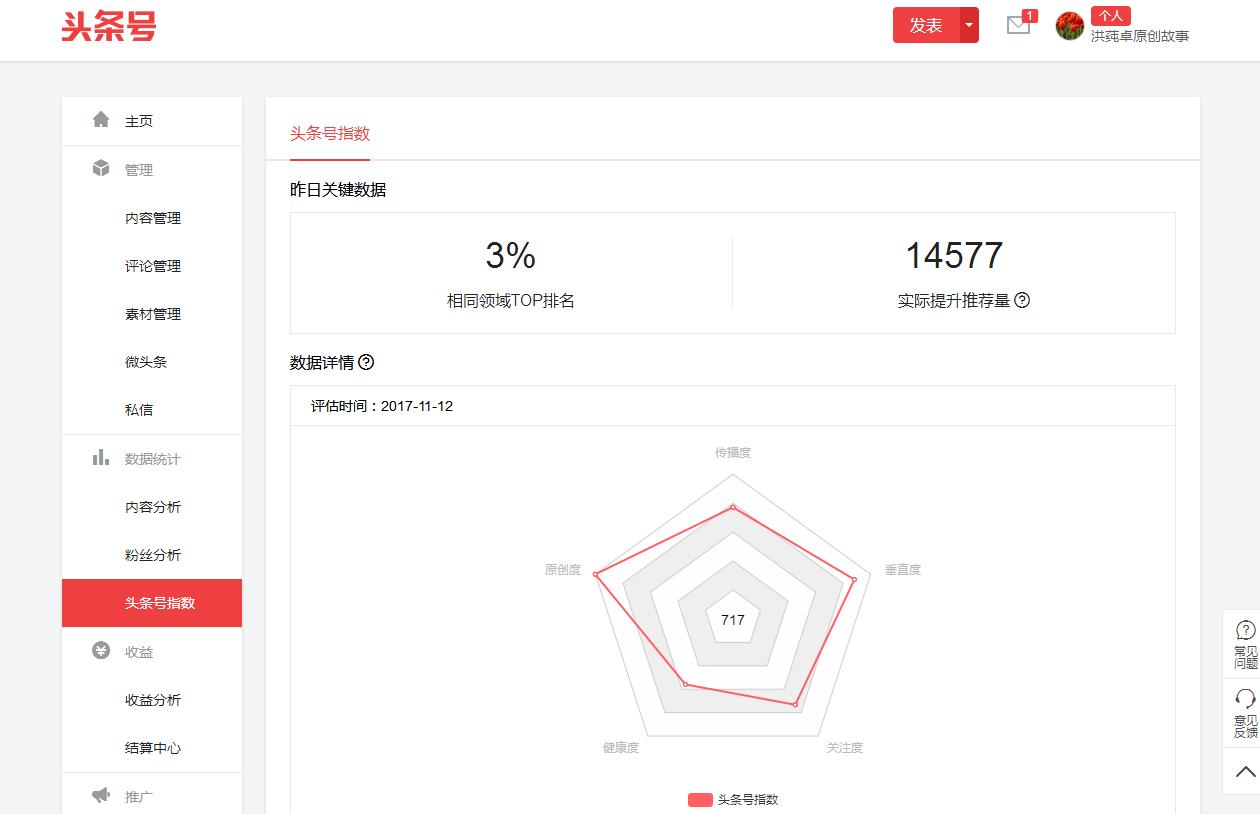 头条号
发表
1
个人
洪莼卓原创故事
主页
管理
内容管理
评论管理
素材管理
微头条
私信
数据统计
内容分析
粉丝分析
头条号指数
收益
收益分析
结算中心
推广
头条号指数
昨日关键数据
3%
相同领域TOP排名
14577
实际提升推荐量
数据详情
评估时间：2017-11-12
传播度
原创度
垂直度
717
健康度
关注度
头条号指数
常见
问题
意见
反馈